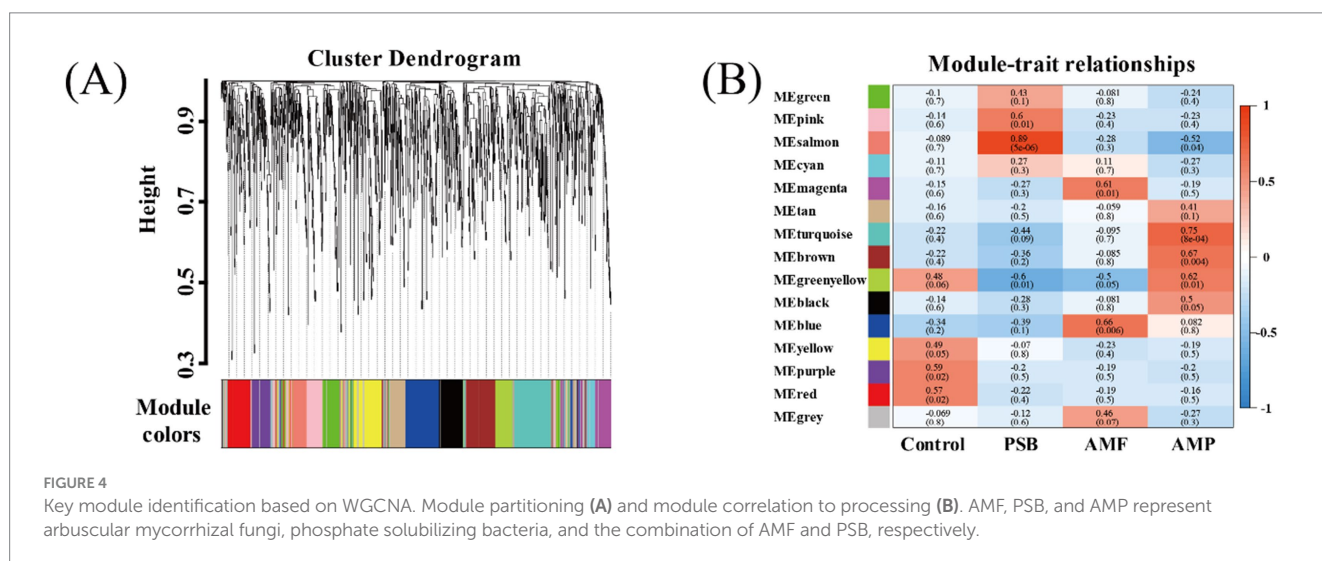 (A)
Cluster Dendrogram
Height
0.9
0.7
0.5
0.3
Module
colors
(B)
Module-trait relationships
MEgreen -0.1 0.43 -0.081 -0.24
(0.7) (0.1) (0.8) (0.4)
MEpink -0.14 0.6 -0.23 -0.23
(0.6) (0.01) (0.4) (0.4)
MEsalmon -0.089 0.89 -0.28 -0.52
(0.7) (5e-06) (0.3) (0.04)
MEcyan -0.11 0.27 0.11 -0.27
(0.7) (0.3) (0.7) (0.3)
MEmagenta -0.15 -0.27 0.61 -0.19
(0.6) (0.3) (0.01) (0.5)
MEtan -0.16 -0.2 -0.059 0.41
(0.6) (0.5) (0.8) (0.1)
MEturquoise -0.22 -0.44 -0.095 0.75
(0.4) (0.09) (0.7) (8e-04)
MEbrown -0.22 -0.36 -0.085 0.67
(0.4) (0.2) (0.8) (0.004)
MEgreenyellow 0.48 -0.6 -0.5 0.62
(0.06) (0.01) (0.05) (0.01)
MEblack -0.14 -0.28 -0.081 0.5
(0.6) (0.3) (0.8) (0.05)
MEblue -0.34 -0.39 0.66 0.082
(0.2) (0.1) (0.006) (0.8)
MEyellow 0.49 -0.07 -0.23 -0.19
(0.05) (0.8) (0.4) (0.5)
MEpurple 0.59 -0.2 -0.19 -0.2
(0.02) (0.5) (0.5) (0.5)
MEred 0.57 -0.22 -0.19 -0.16
(0.02) (0.4) (0.5) (0.5)
MEgrey -0.069 -0.12 0.46 -0.27
(0.8) (0.6) (0.07) (0.3)
Control PSB AMF AMP
1
0.5
0
-0.5
-1
FIGURE 4
Key module identification based on WGCNA. Module partitioning (A) and module correlation to processing (B). AMF, PSB, and AMP represent
arbuscular mycorrhizal fungi, phosphate solubilizing bacteria, and the combination of AMF and PSB, respectively.